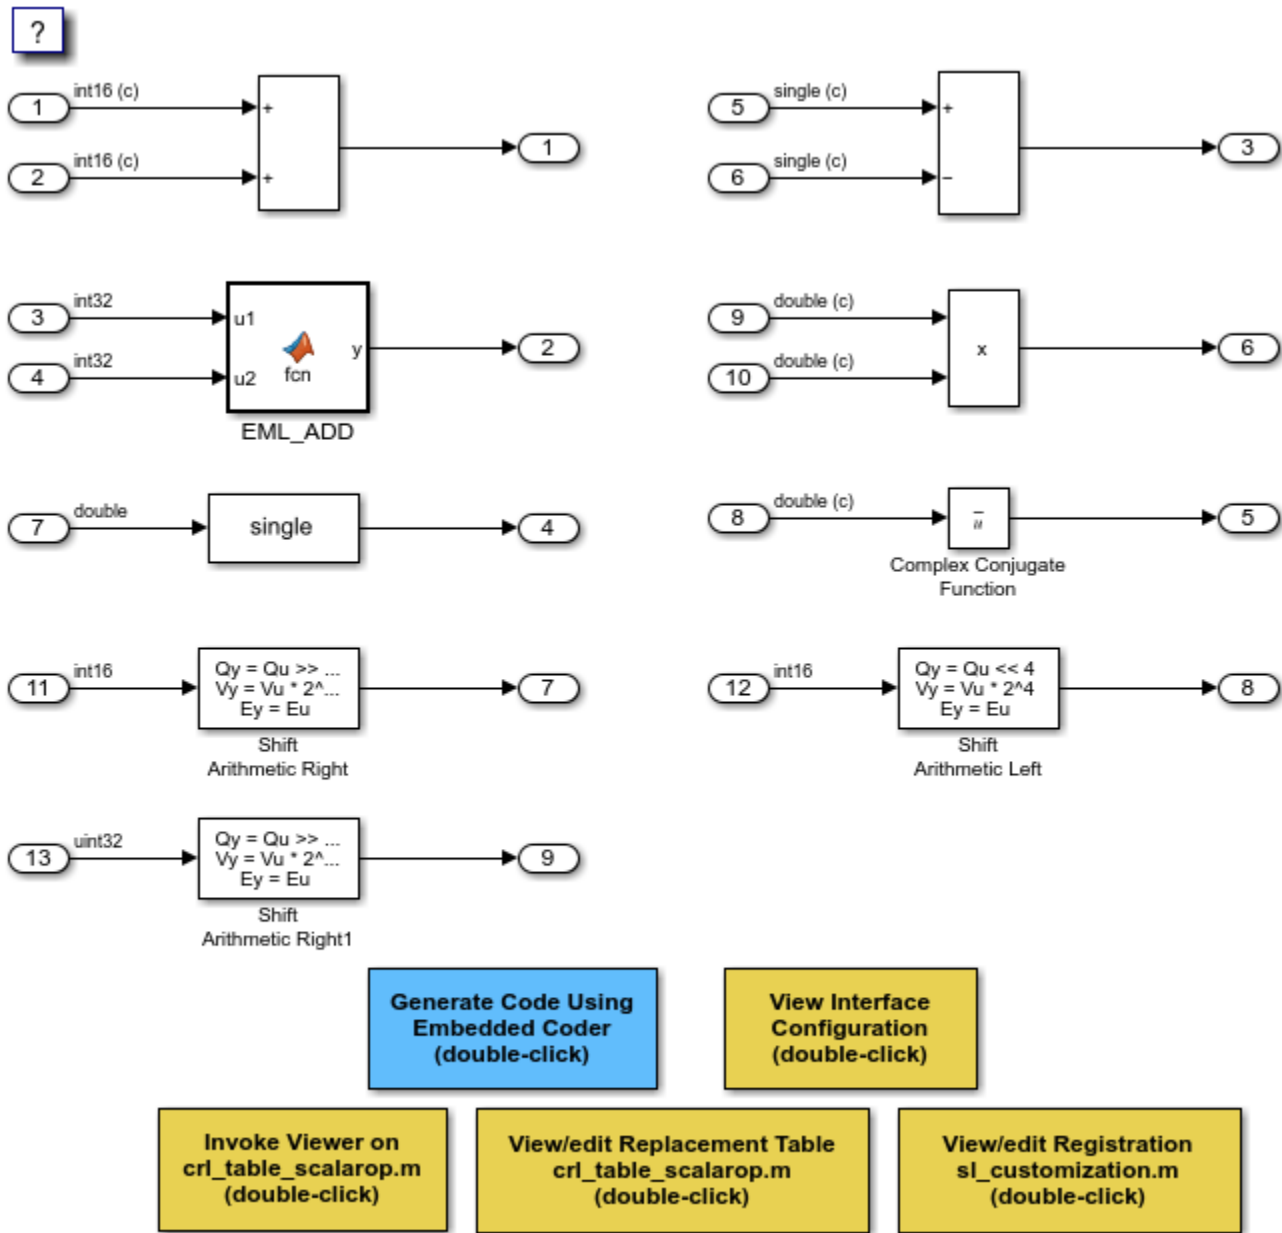 ?
int16 (c)
1
+
int16 (c)
2
+
1
single (c)
5
+
single (c)
6
−
3
int32
3
u1
int32
4
u2
fcn
y
2
EML_ADD
double (c)
9
double (c)
10
x
6
double
7
single
4
double (c)
8
u
5
Complex Conjugate
Function
int16
11
Qy = Qu >> ...
Vy = Vu * 2^...
Ey = Eu
7
Shift
Arithmetic Right
int16
12
Qy = Qu << 4
Vy = Vu * 2^4
Ey = Eu
8
Shift
Arithmetic Left
uint32
13
Qy = Qu >> ...
Vy = Vu * 2^...
Ey = Eu
9
Shift
Arithmetic Right1
Generate Code Using
Embedded Coder
(double-click)
View Interface
Configuration
(double-click)
Invoke Viewer on
crl_table_scalarop.m
(double-click)
View/edit Replacement Table
crl_table_scalarop.m
(double-click)
View/edit Registration
sl_customization.m
(double-click)